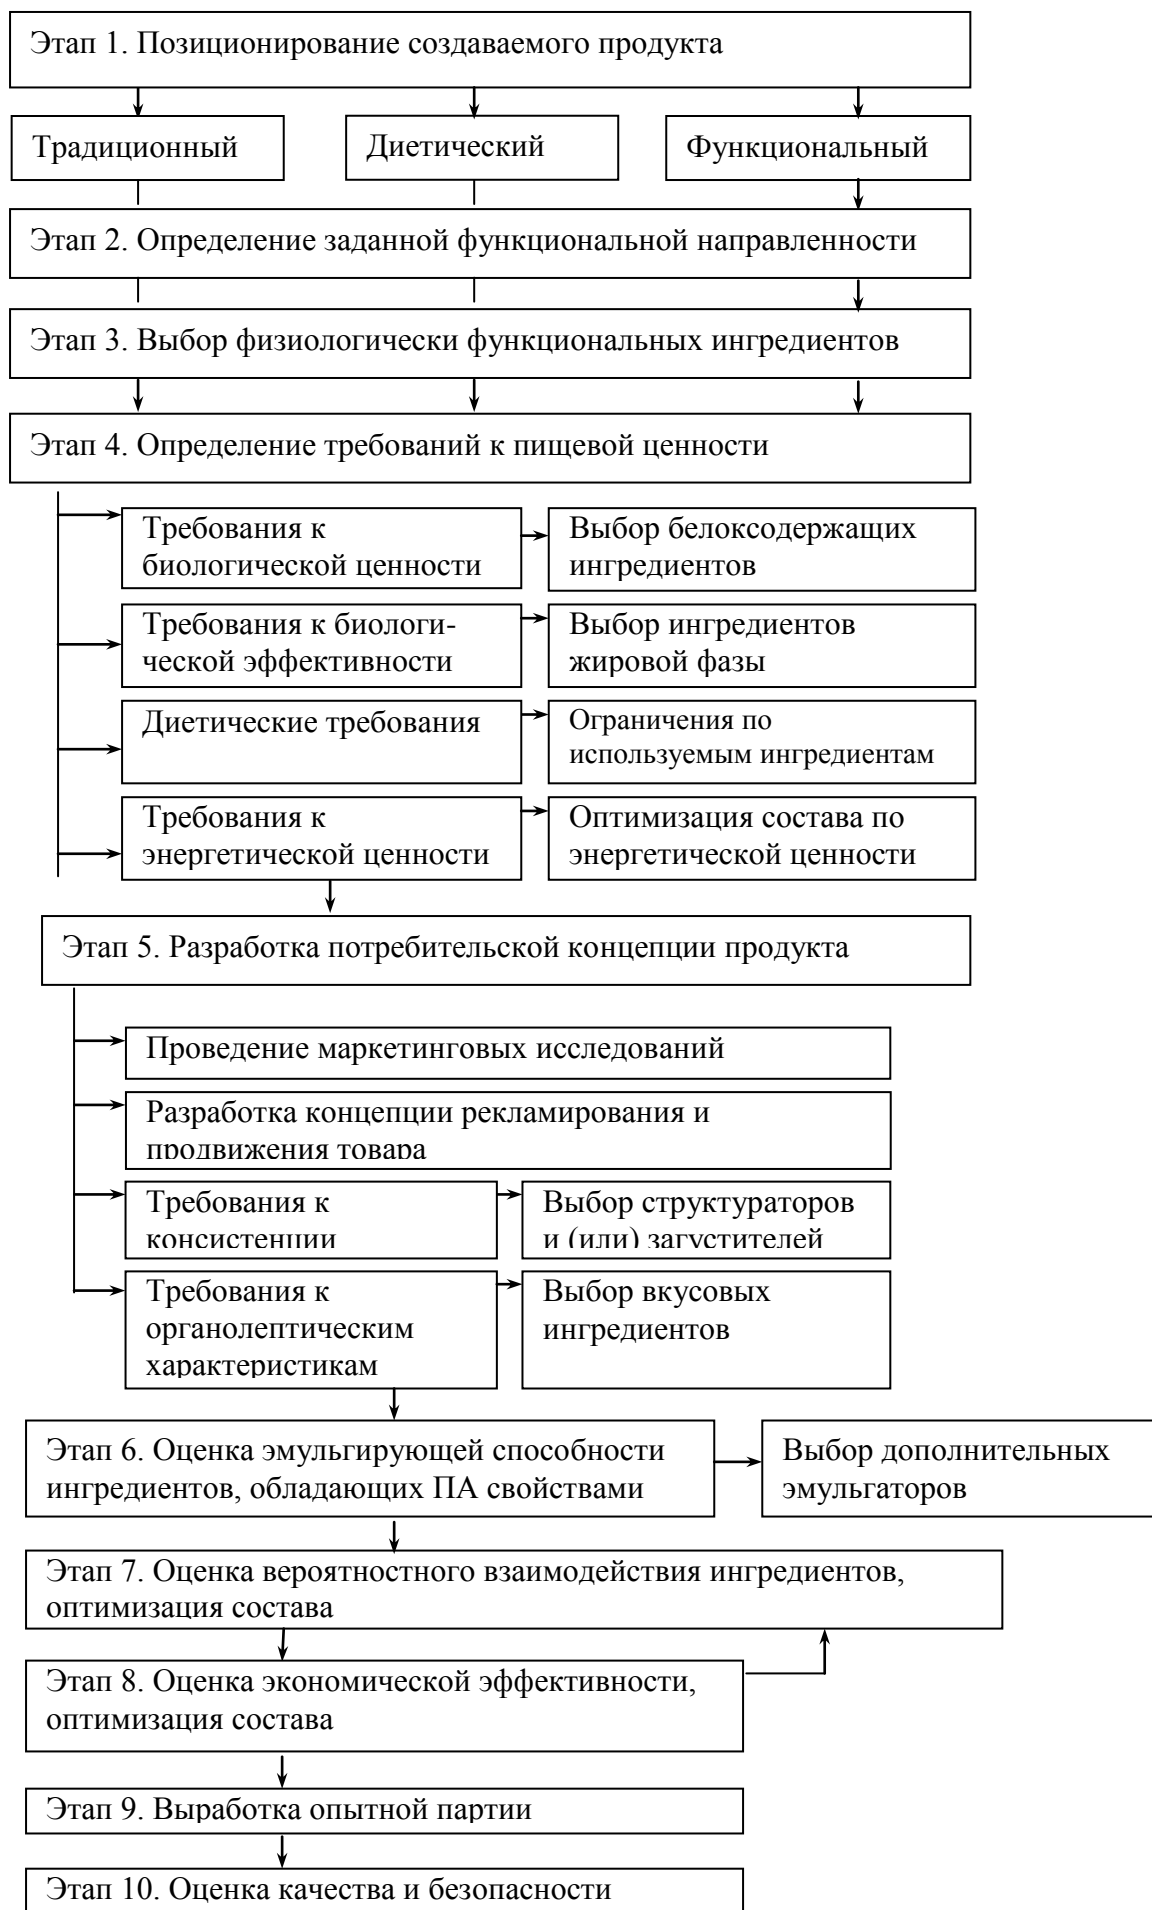 Этап 1. Позиционирование создаваемого продукта
Традиционный
Диетический
Функциональный
Этап 2. Определение заданной функциональной направленности
Этап 3. Выбор физиологически функциональных ингредиентов
Этап 4. Определение требований к пищевой ценности
Требования к
биологической ценности
Выбор белоксодержащих
ингредиентов
Требования к биологи-
ческой эффективности
Выбор ингредиентов
жировой фазы
Диетические требования
Ограничения по
используемым ингредиентам
Требования к
энергетической ценности
Оптимизация состава по
энергетической ценности
Этап 5. Разработка потребительской концепции продукта
Проведение маркетинговых исследований
Разработка концепции рекламирования и
продвижения товара
Требования к
консистенции
Выбор структураторов
и (или) загустителей
Требования к
органолептическим
характеристикам
Выбор вкусовых
ингредиентов
Этап 6. Оценка эмульгирующей способности
ингредиентов, обладающих ПА свойствами
Выбор дополнительных
эмульгаторов
Этап 7. Оценка вероятностного взаимодействия ингредиентов,
оптимизация состава
Этап 8. Оценка экономической эффективности,
оптимизация состава
Этап 9. Выработка опытной партии
Этап 10. Оценка качества и безопасности